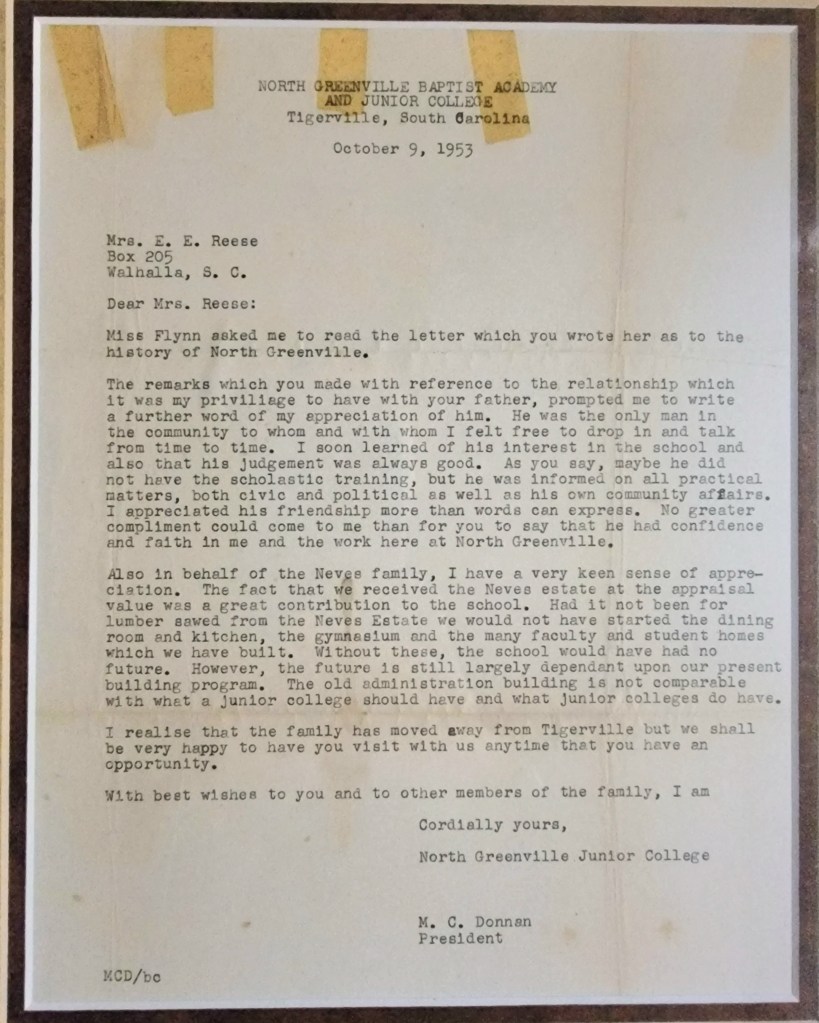 NORTH GREENVILLE BAPTIST ACADEMY
AND JUNIOR COLLEGE
Tigerville, South Carolina
October 9, 1953
Mrs. E. E. Reese
Box 205
Walhalla, S. C.
Dear Mrs. Reese:
Miss Flynn asked me to read the letter which you wrote her as to the
history of North Greenville.
The remarks which you made with reference to the relationship which
it was my priviliage to have with your father, prompted me to write
a further word of my appreciation of him. He was the only man in
the community to whom and with whom I felt free to drop in and talk
from time to time. I soon learned of his interest in the school and
also that his judgement was always good. As you say, maybe he did
not have the scholastic training, but he was informed on all practical
matters, both civic and political as well as his own community affairs.
I appreciated his friendship more than words can express. No greater
compliment could come to me than for you to say that he had confidence
and faith in me and the work here at North Greenville.
Also in behalf of the Neves family, I have a very keen sense of appre-
ciation. The fact that we received the Neves estate at the appraisal
value was a great contribution to the school. Had it not been for
lumber sawed from the Neves Estate we would not have started the dining
room and kitchen, the gymnasium and the many faculty and student homes
which we have built. Without these, the school would have had no
future. However, the future is still largely dependant upon our present
building program. The old administration building is not comparable
with what a junior college should have and what junior colleges do have.
I realise that the family has moved away from Tigerville but we shall
be very happy to have you visit with us anytime that you have an
opportunity.
With best wishes to you and to other members of the family, I am
Cordially yours,
North Greenville Junior College
M. C. Donnan
President
MCD/bc